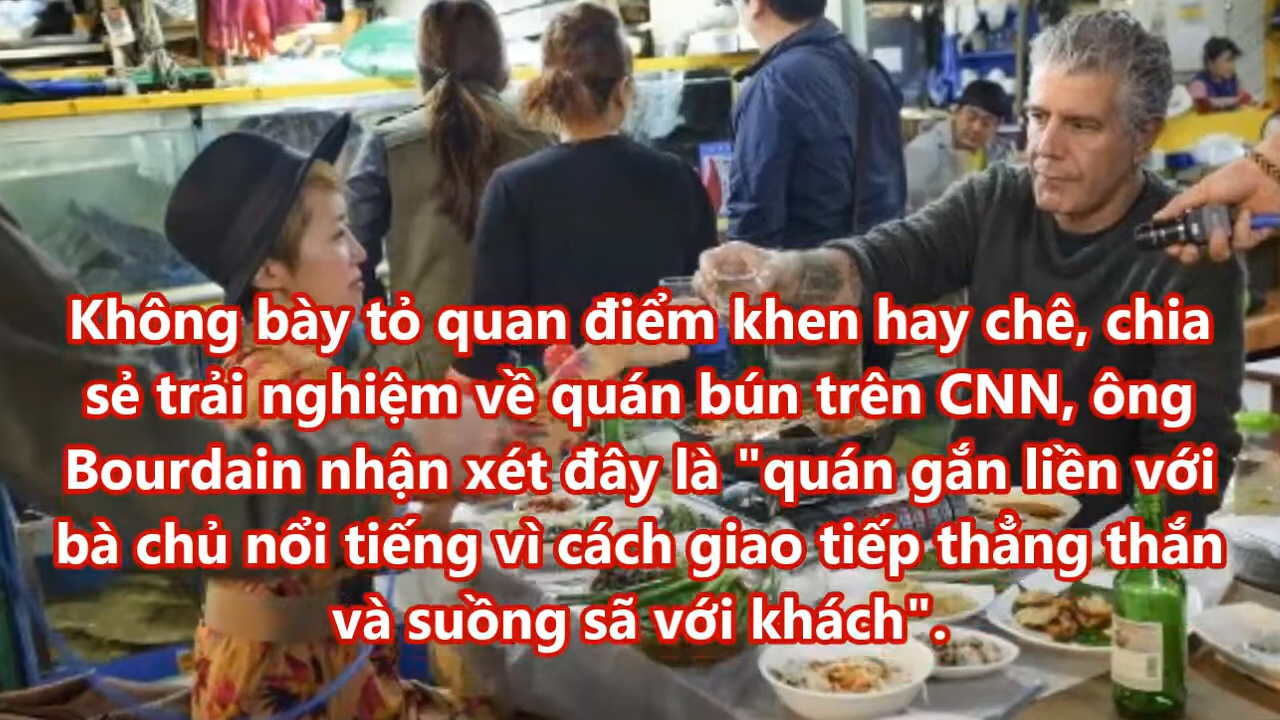 Không bày tỏ quan điểm khen hay chê, chia
sẻ trải nghiệm về quán bún trên CNN, ông
Bourdain nhận xét đây là "quán gắn liền với
bà chủ nổi tiếng vì cách giao tiếp thẳng thắn
và suồng sã với khách".